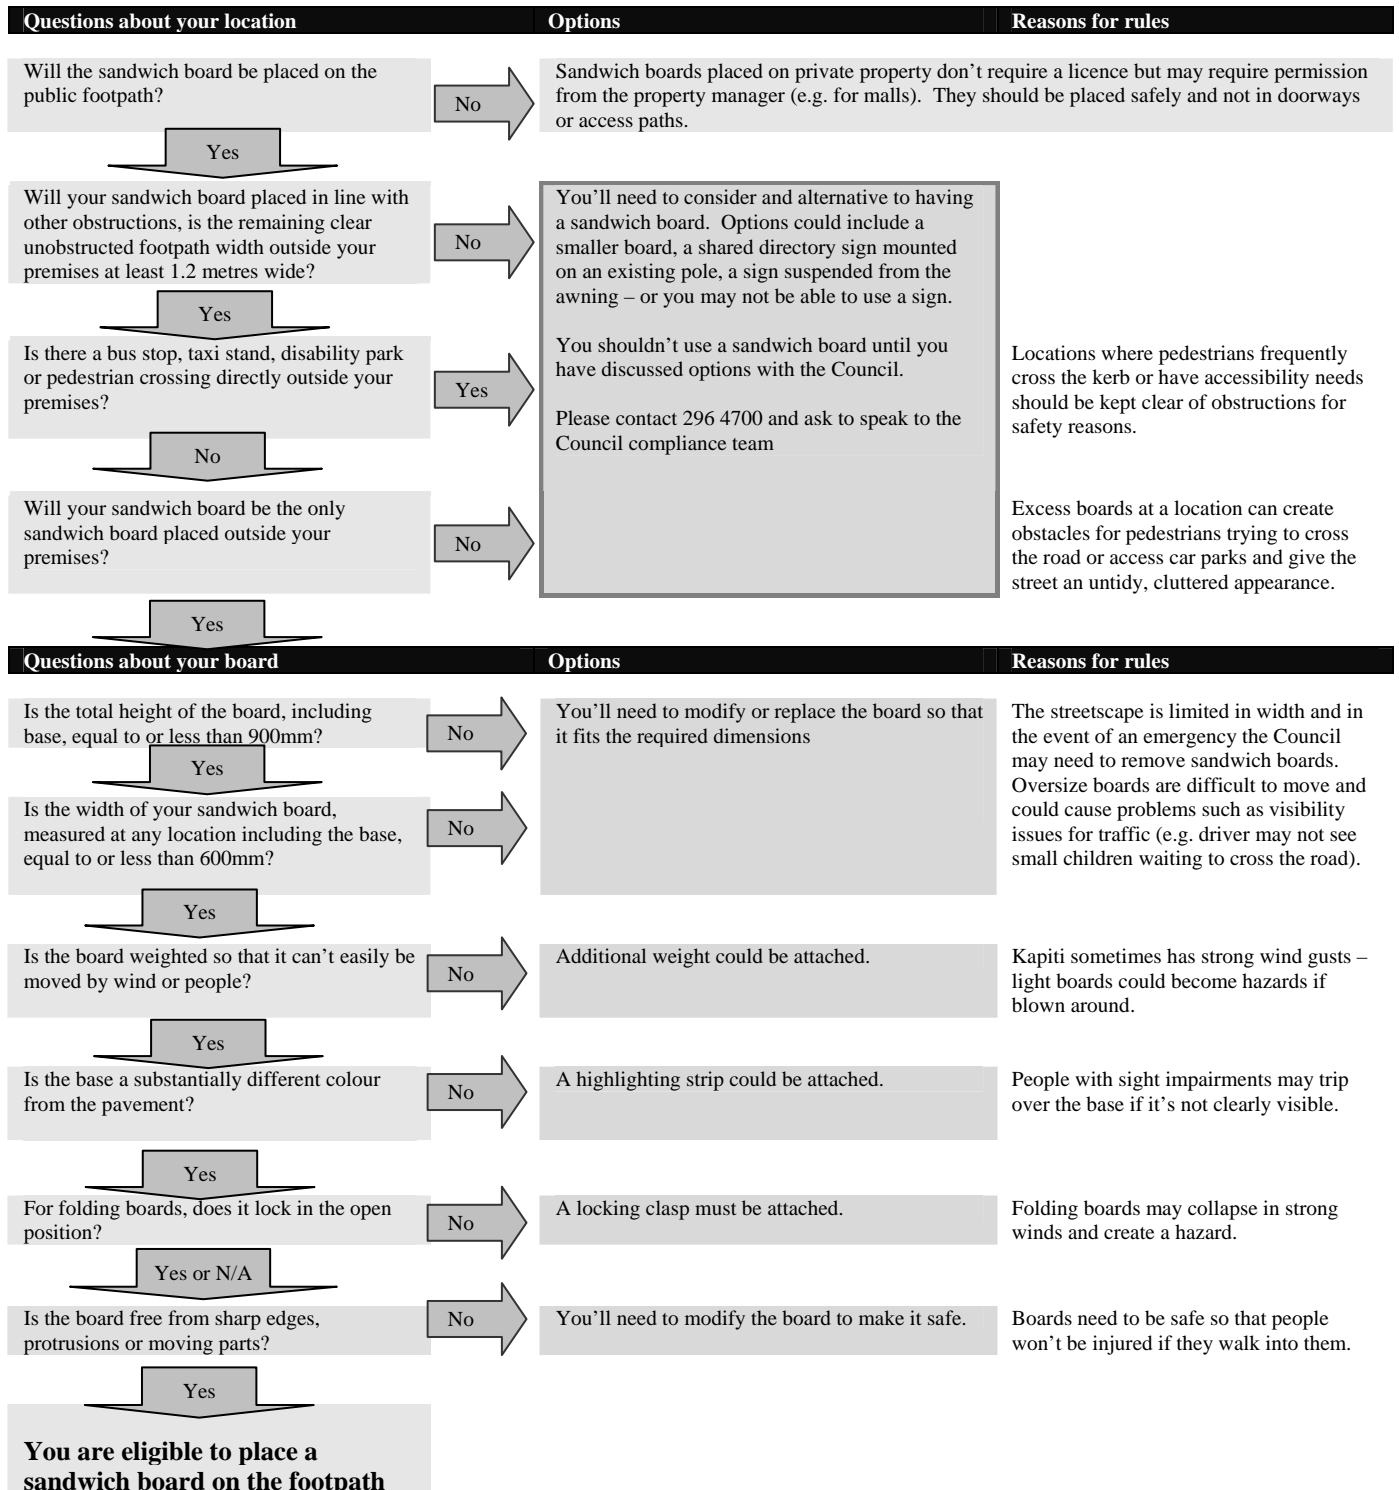 Questions about your location Options Reasons for rules
Will the sandwich board be placed on the
public footpath?
No
Sandwich boards placed on private property don't require a licence but may require permission
from the property manager (e.g. for malls). They should be placed safely and not in doorways
or access paths.
Yes
Will your sandwich board placed in line with
other obstructions, is the remaining clear
unobstructed footpath width outside your
premises at least 1.2 metres wide?
No
You'll need to consider and alternative to having
a sandwich board. Options could include a
smaller board, a shared directory sign mounted
on an existing pole, a sign suspended from the
awning – or you may not be able to use a sign.
You shouldn't use a sandwich board until you
have discussed options with the Council.
Please contact 296 4700 and ask to speak to the
Council compliance team
Yes
Is there a bus stop, taxi stand, disability park
or pedestrian crossing directly outside your
premises?
Yes
Locations where pedestrians frequently
cross the kerb or have accessibility needs
should be kept clear of obstructions for
safety reasons.
No
Will your sandwich board be the only
sandwich board placed outside your
premises?
No
Excess boards at a location can create
obstacles for pedestrians trying to cross
the road or access car parks and give the
street an untidy, cluttered appearance.
Yes
Questions about your board Options Reasons for rules
Is the total height of the board, including
base, equal to or less than 900mm?
No
You'll need to modify or replace the board so that
it fits the required dimensions
The streetscape is limited in width and in
the event of an emergency the Council
may need to remove sandwich boards.
Oversize boards are difficult to move and
could cause problems such as visibility
issues for traffic (e.g. driver may not see
small children waiting to cross the road).
Yes
Is the width of your sandwich board,
measured at any location including the base,
equal to or less than 600mm?
No
Yes
Is the board weighted so that it can't easily be
moved by wind or people?
No
Additional weight could be attached.
Kapiti sometimes has strong wind gusts –
light boards could become hazards if
blown around.
Yes
Is the base a substantially different colour
from the pavement?
No
A highlighting strip could be attached.
People with sight impairments may trip
over the base if it's not clearly visible.
Yes
For folding boards, does it lock in the open
position?
No
A locking clasp must be attached.
Folding boards may collapse in strong
winds and create a hazard.
Yes or N/A
Is the board free from sharp edges,
protrusions or moving parts?
No
You'll need to modify the board to make it safe.
Boards need to be safe so that people
won't be injured if they walk into them.
Yes
You are eligible to place a
sandwich board on the footpath